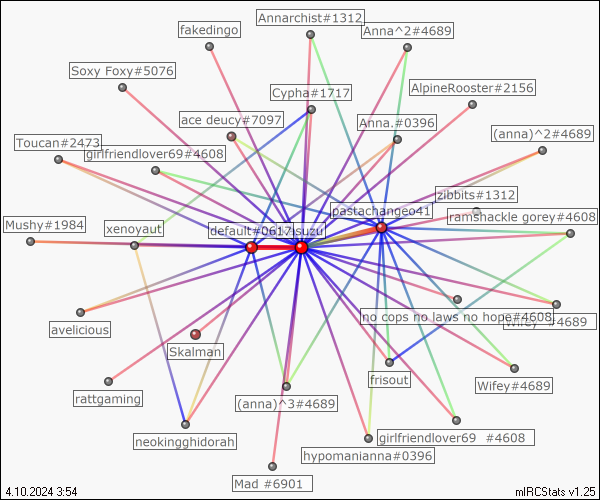 Annarchist#1312
fakedingo
Anna^2#4689
Soxy Foxy#5076
Cypha#1717
AlpineRooster#2156
ace deucy#7097
Anna.#0396
(anna)^2#4689
Toucan#2473
girlfriendlover69#4608
zibbits#1312
pastachangeo41
ramshackle gorey#4608
Mushy#1984
xenoyaut
default#0617
isuzu
no cops no laws no hope#4608
Wifey #4689
avelicious
Skalman
frisout
Wifey#4689
rattgaming
(anna)^3#4689
neokingghidorah
girlfriendlover69 #4608
hypomanianna#0396
Mad #6901
4.10.2024 3:54
mIRCStats v1.25